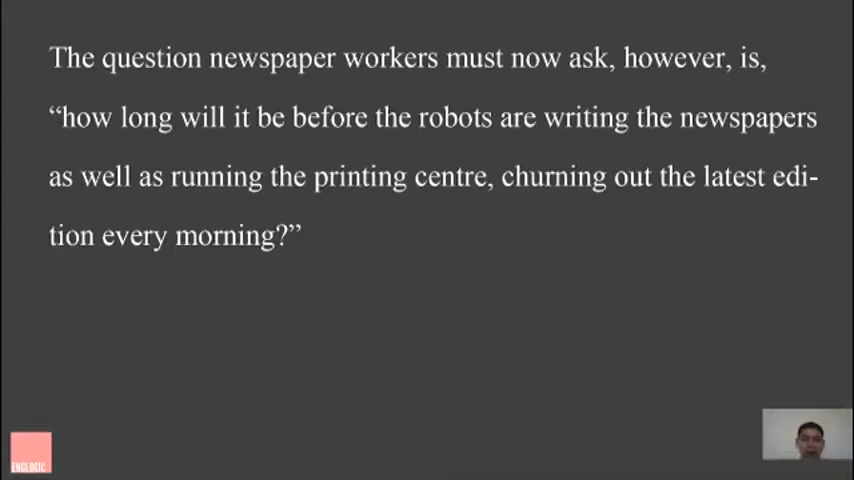 The question newspaper workers must now ask, however, is,
“how long will it be before the robots are writing the newspapers
as well as running the printing centre, churning out the latest edi-
tion every morning?”
ENGLOGIC